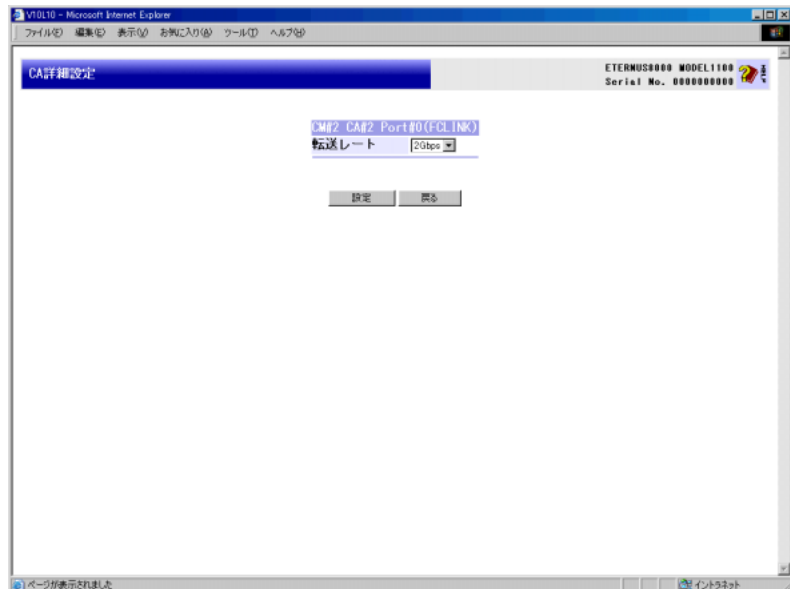 V10L10 - Microsoft Internet Explorer
ファイル(F) 編集(E) 表示(V) お気に入り(A) ツール(T) ヘルプ(H)
CA詳細設定
ETERNUS8000 MODEL1100
Serial No. 0000000000
HELP
CM#2 CA#2 Port#0(FCLINK)
転送レート 2Gbps
設定 戻る
ページが表示されました イントラネット